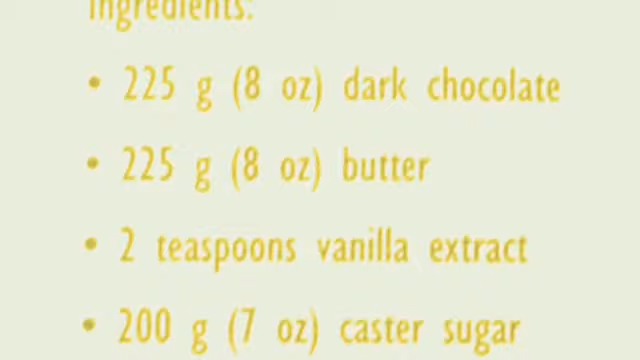 Ingredients:
• 225 g (8 oz) dark chocolate
• 225 g (8 oz) butter
• 2 teaspoons vanilla extract
• 200 g (7 oz) caster sugar